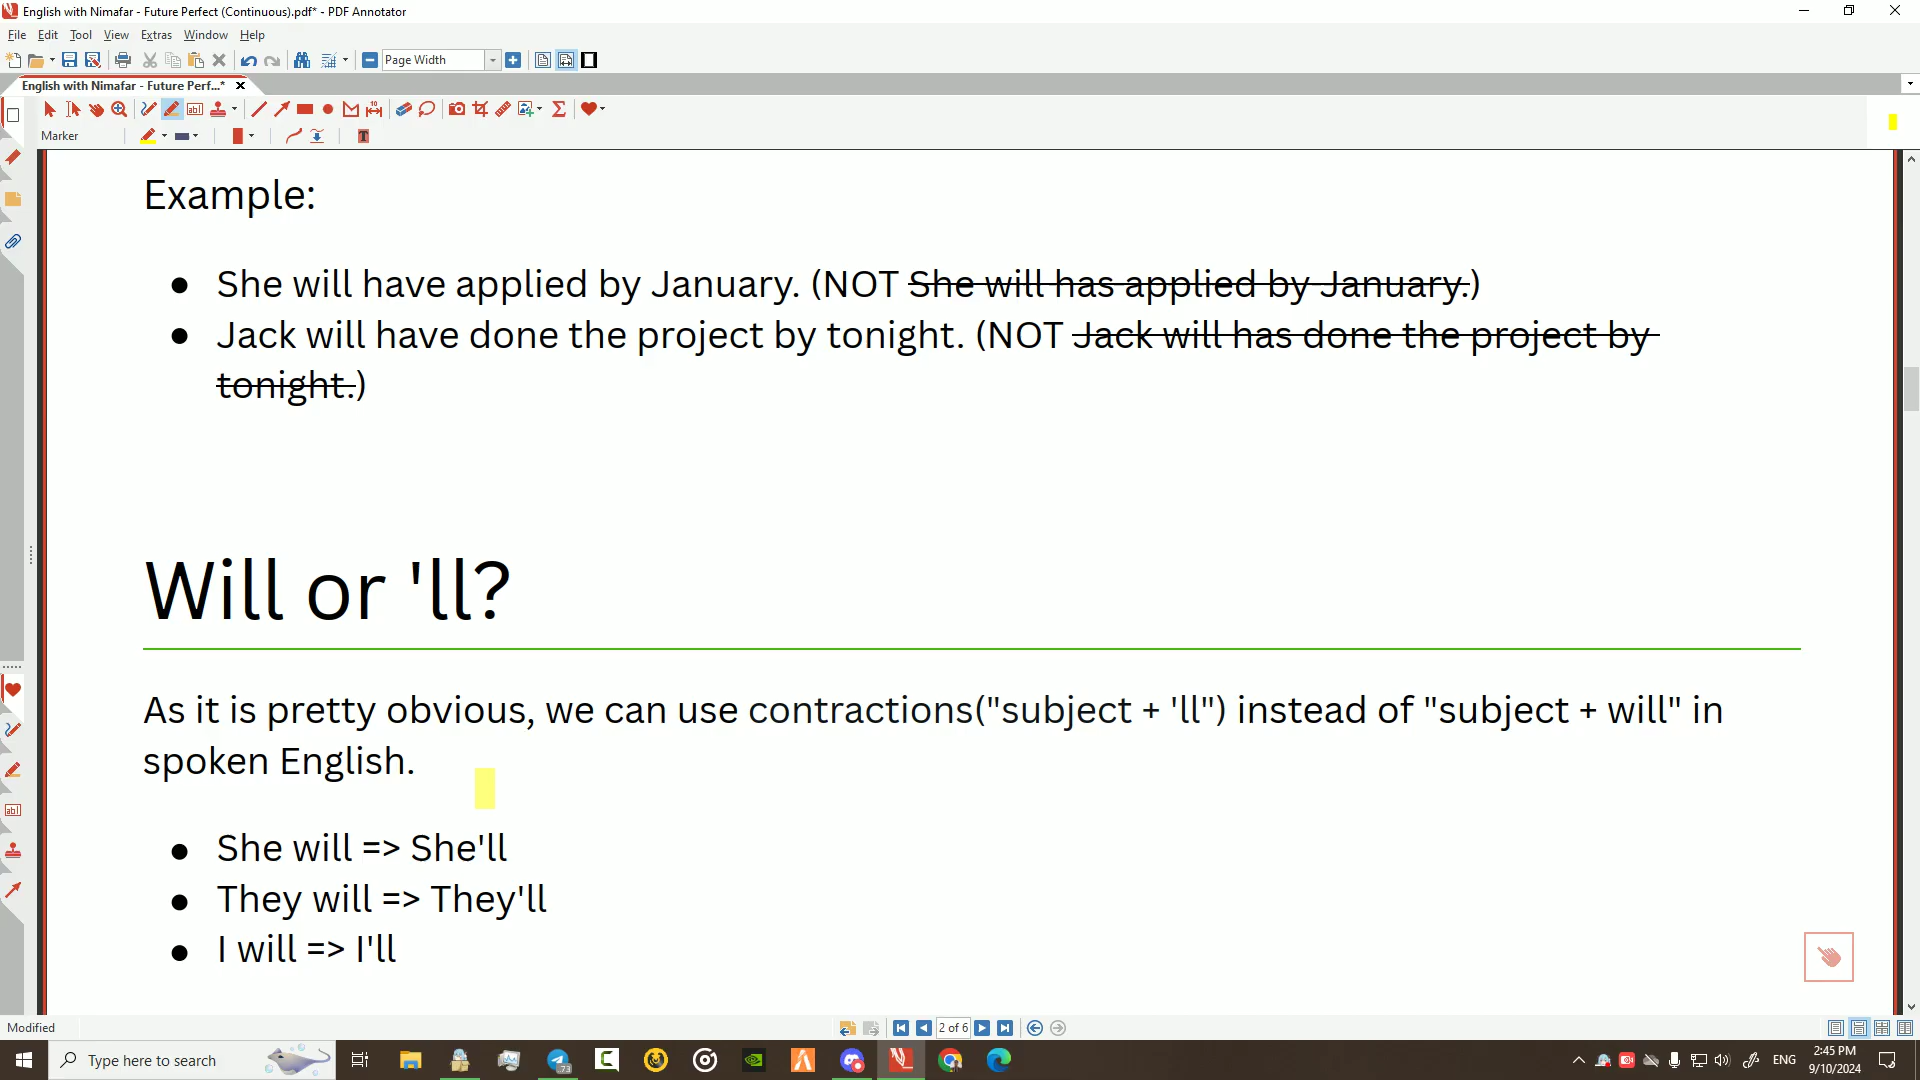 English with Nimafar - Future Perfect (Continuous).pdf* - PDF Annotator
File Edit Tool View Extras Window Help
Page Width
English with Nimafar - Future Perf...*
Marker
Example:
● She will have applied by January. (NOT She will has applied by January.)
● Jack will have done the project by tonight. (NOT Jack will has done the project by
tonight.)
Will or 'll?
As it is pretty obvious, we can use contractions("subject + 'll") instead of "subject + will" in
spoken English.
● She will => She'll
● They will => They'll
● I will => I'll
Modified
2 of 6
Type here to search
73
ENG
2:45 PM
9/10/2024